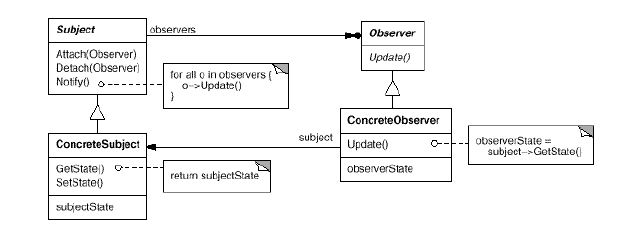 Subject
observers
Observer
Attach(Observer)
Detach(Observer)
Notify()
Update()
for all o in observers {
o->Update()
}
ConcreteSubject
GetState()
SetState()
subjectState
return subjectState
subject
ConcreteObserver
Update()
observerState
observerState =
subject->GetState()